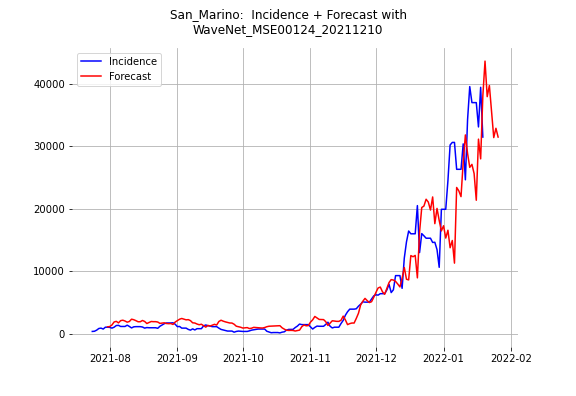 San_Marino:  Incidence + Forecast with
WaveNet_MSE00124_20211210
Incidence
Forecast
40000
30000
20000
10000
0
2021-08 2021-09 2021-10 2021-11 2021-12 2022-01 2022-02